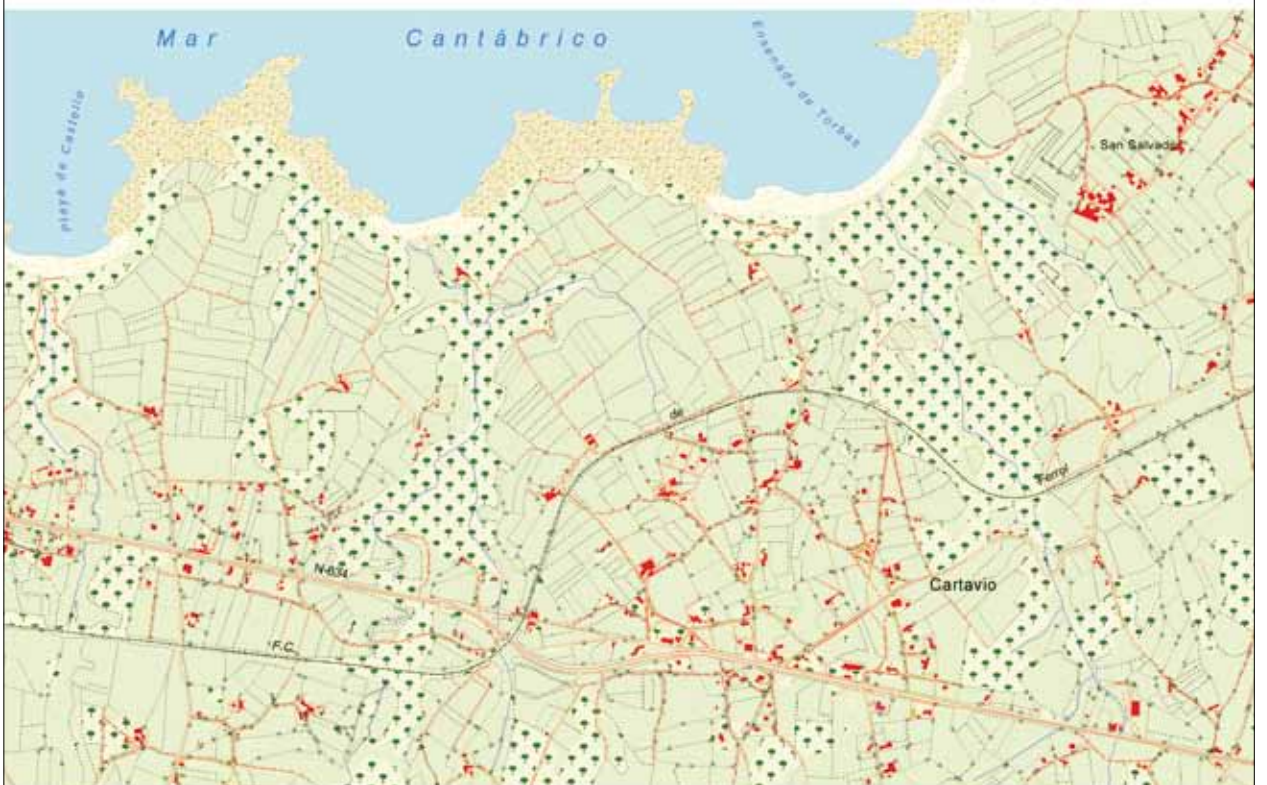 Mar Cantábrico
Ensenada de Torbas
Playa de Castello
San Salvador
de
Ferrol
N-634
Cartavio
F.C.